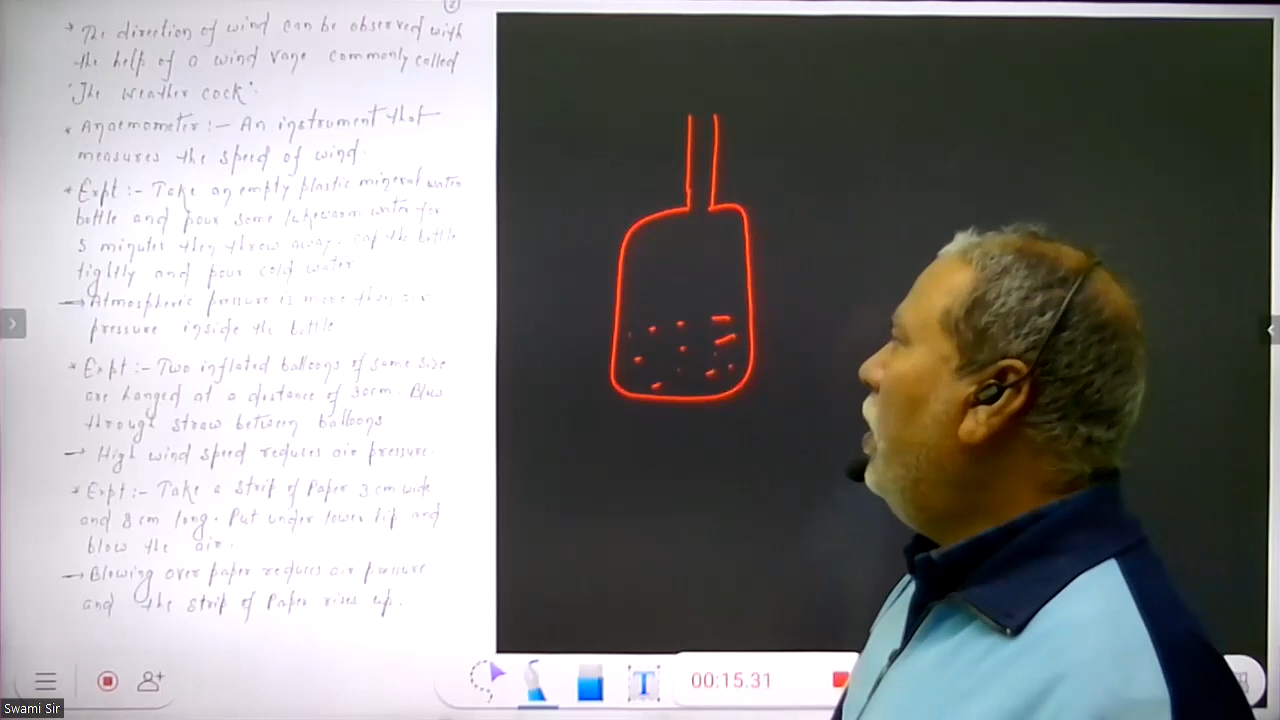 (2)
* The direction of wind can be observed with
the help of a wind vane commonly called
"The weather cock".
* Anaemometer :- An instrument that
measures the speed of wind.
* Expt :- Take an empty plastic mineral water
bottle and pour some lukewarm water for
5 minutes then throw away. cap the bottle
tightly and pour cold water
→ Atmospheric pressure is more than air
pressure inside the bottle
* Expt :- Two inflated balloons of same size
are hanged at a distance of 30cm. Blow
through straw between balloons
→ High wind speed reduces air pressure.
* Expt :- Take a strip of Paper 3 cm wide
and 8 cm long. Put under lower lip and
blow the air.
→ Blowing over paper reduces air pressure
and the strip of Paper rises up.
T
00:15.31
Swami Sir